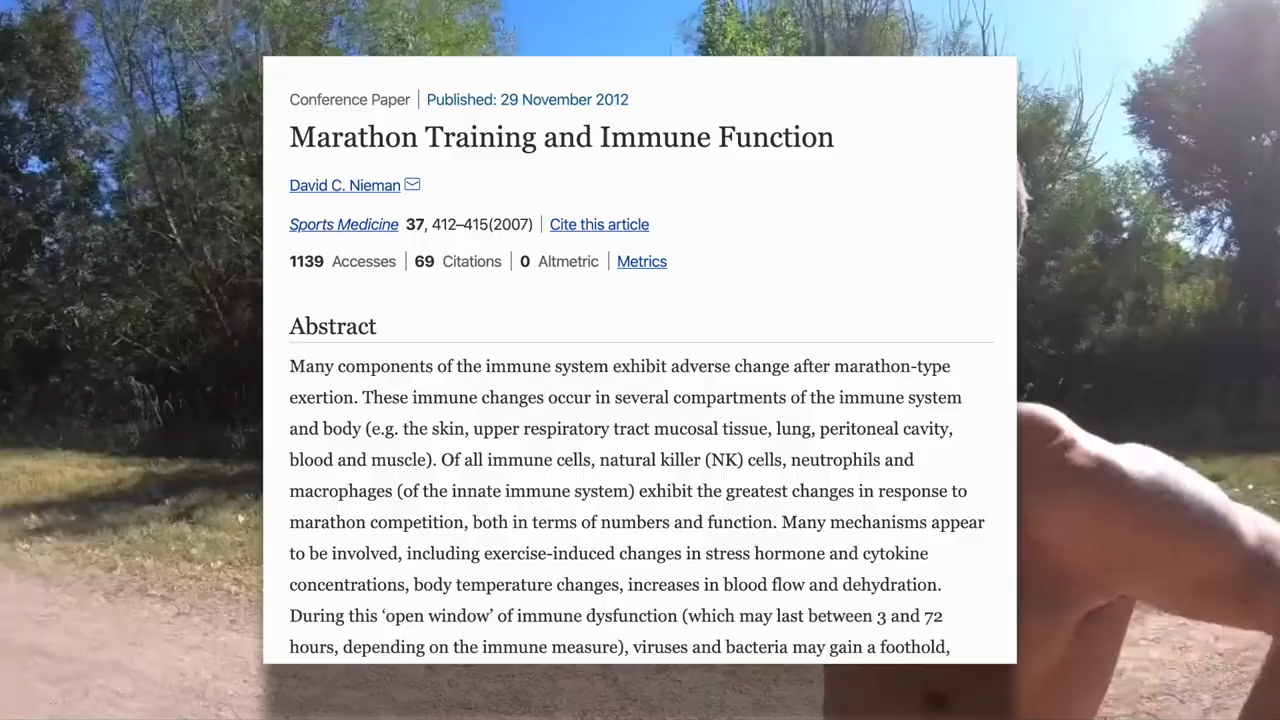 Conference Paper | Published: 29 November 2012
Marathon Training and Immune Function
David C. Nieman
Sports Medicine 37, 412–415(2007) | Cite this article
1139 Accesses | 69 Citations | 0 Altmetric | Metrics
Abstract
Many components of the immune system exhibit adverse change after marathon-type
exertion. These immune changes occur in several compartments of the immune system
and body (e.g. the skin, upper respiratory tract mucosal tissue, lung, peritoneal cavity,
blood and muscle). Of all immune cells, natural killer (NK) cells, neutrophils and
macrophages (of the innate immune system) exhibit the greatest changes in response to
marathon competition, both in terms of numbers and function. Many mechanisms appear
to be involved, including exercise-induced changes in stress hormone and cytokine
concentrations, body temperature changes, increases in blood flow and dehydration.
During this ‘open window’ of immune dysfunction (which may last between 3 and 72
hours, depending on the immune measure), viruses and bacteria may gain a foothold,